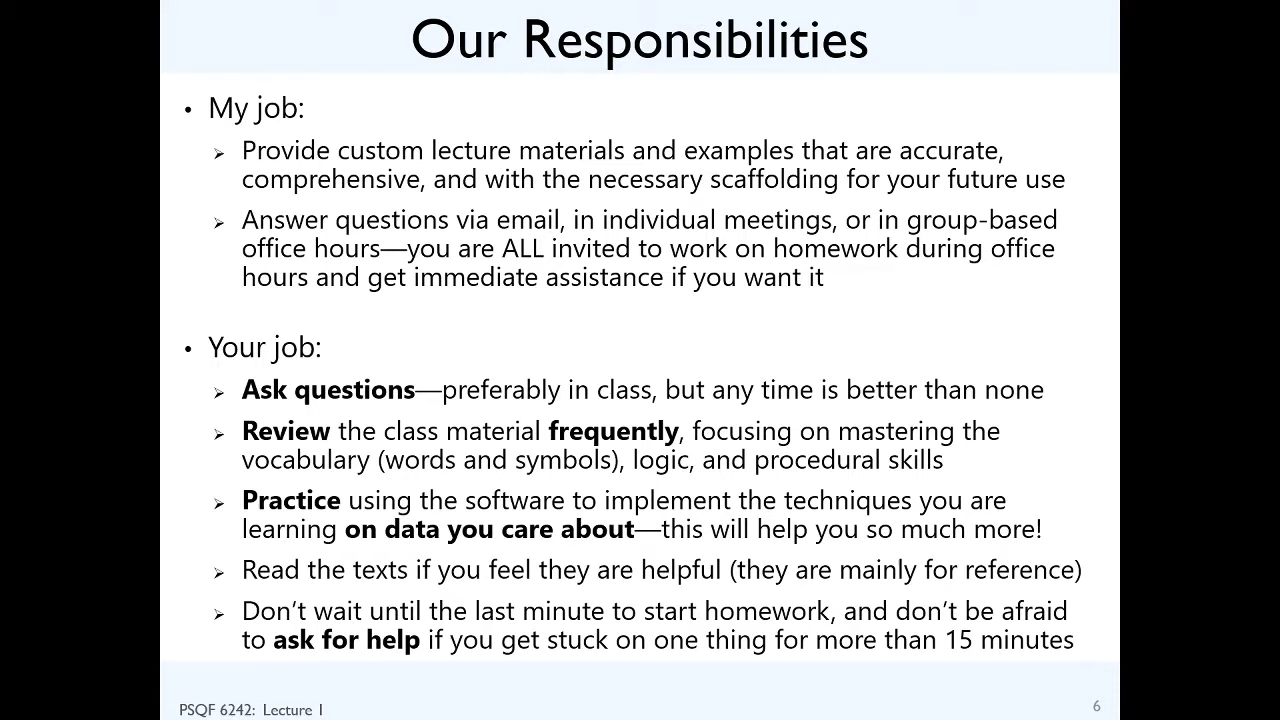 Our Responsibilities
• My job:
➢ Provide custom lecture materials and examples that are accurate,
comprehensive, and with the necessary scaffolding for your future use
➢ Answer questions via email, in individual meetings, or in group-based
office hours—you are ALL invited to work on homework during office
hours and get immediate assistance if you want it
• Your job:
➢ Ask questions—preferably in class, but any time is better than none
➢ Review the class material frequently, focusing on mastering the
vocabulary (words and symbols), logic, and procedural skills
➢ Practice using the software to implement the techniques you are
learning on data you care about—this will help you so much more!
➢ Read the texts if you feel they are helpful (they are mainly for reference)
➢ Don’t wait until the last minute to start homework, and don’t be afraid
to ask for help if you get stuck on one thing for more than 15 minutes
PSQF 6242: Lecture 1
6